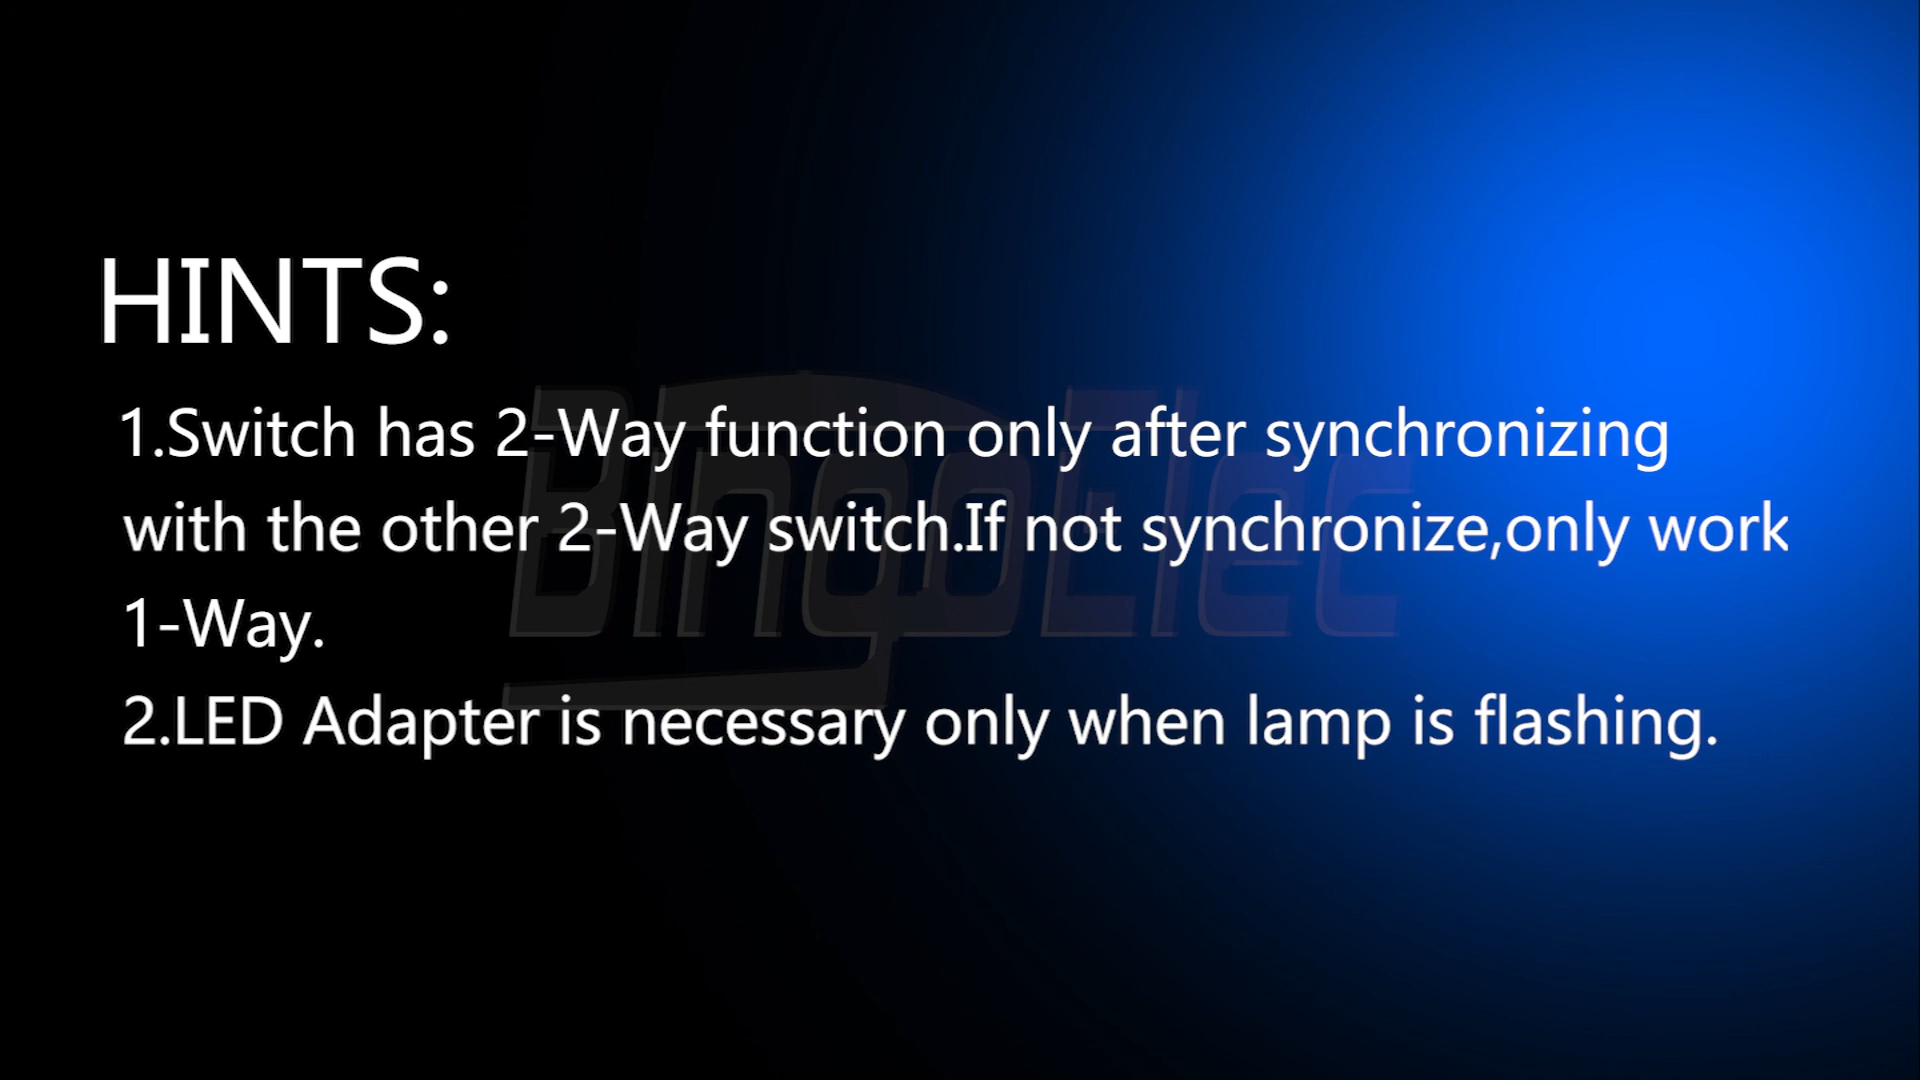 HINTS:
1.Switch has 2-Way function only after synchronizing
with the other 2-Way switch.If not synchronize,only work
1-Way.
2.LED Adapter is necessary only when lamp is flashing.
BingoElec